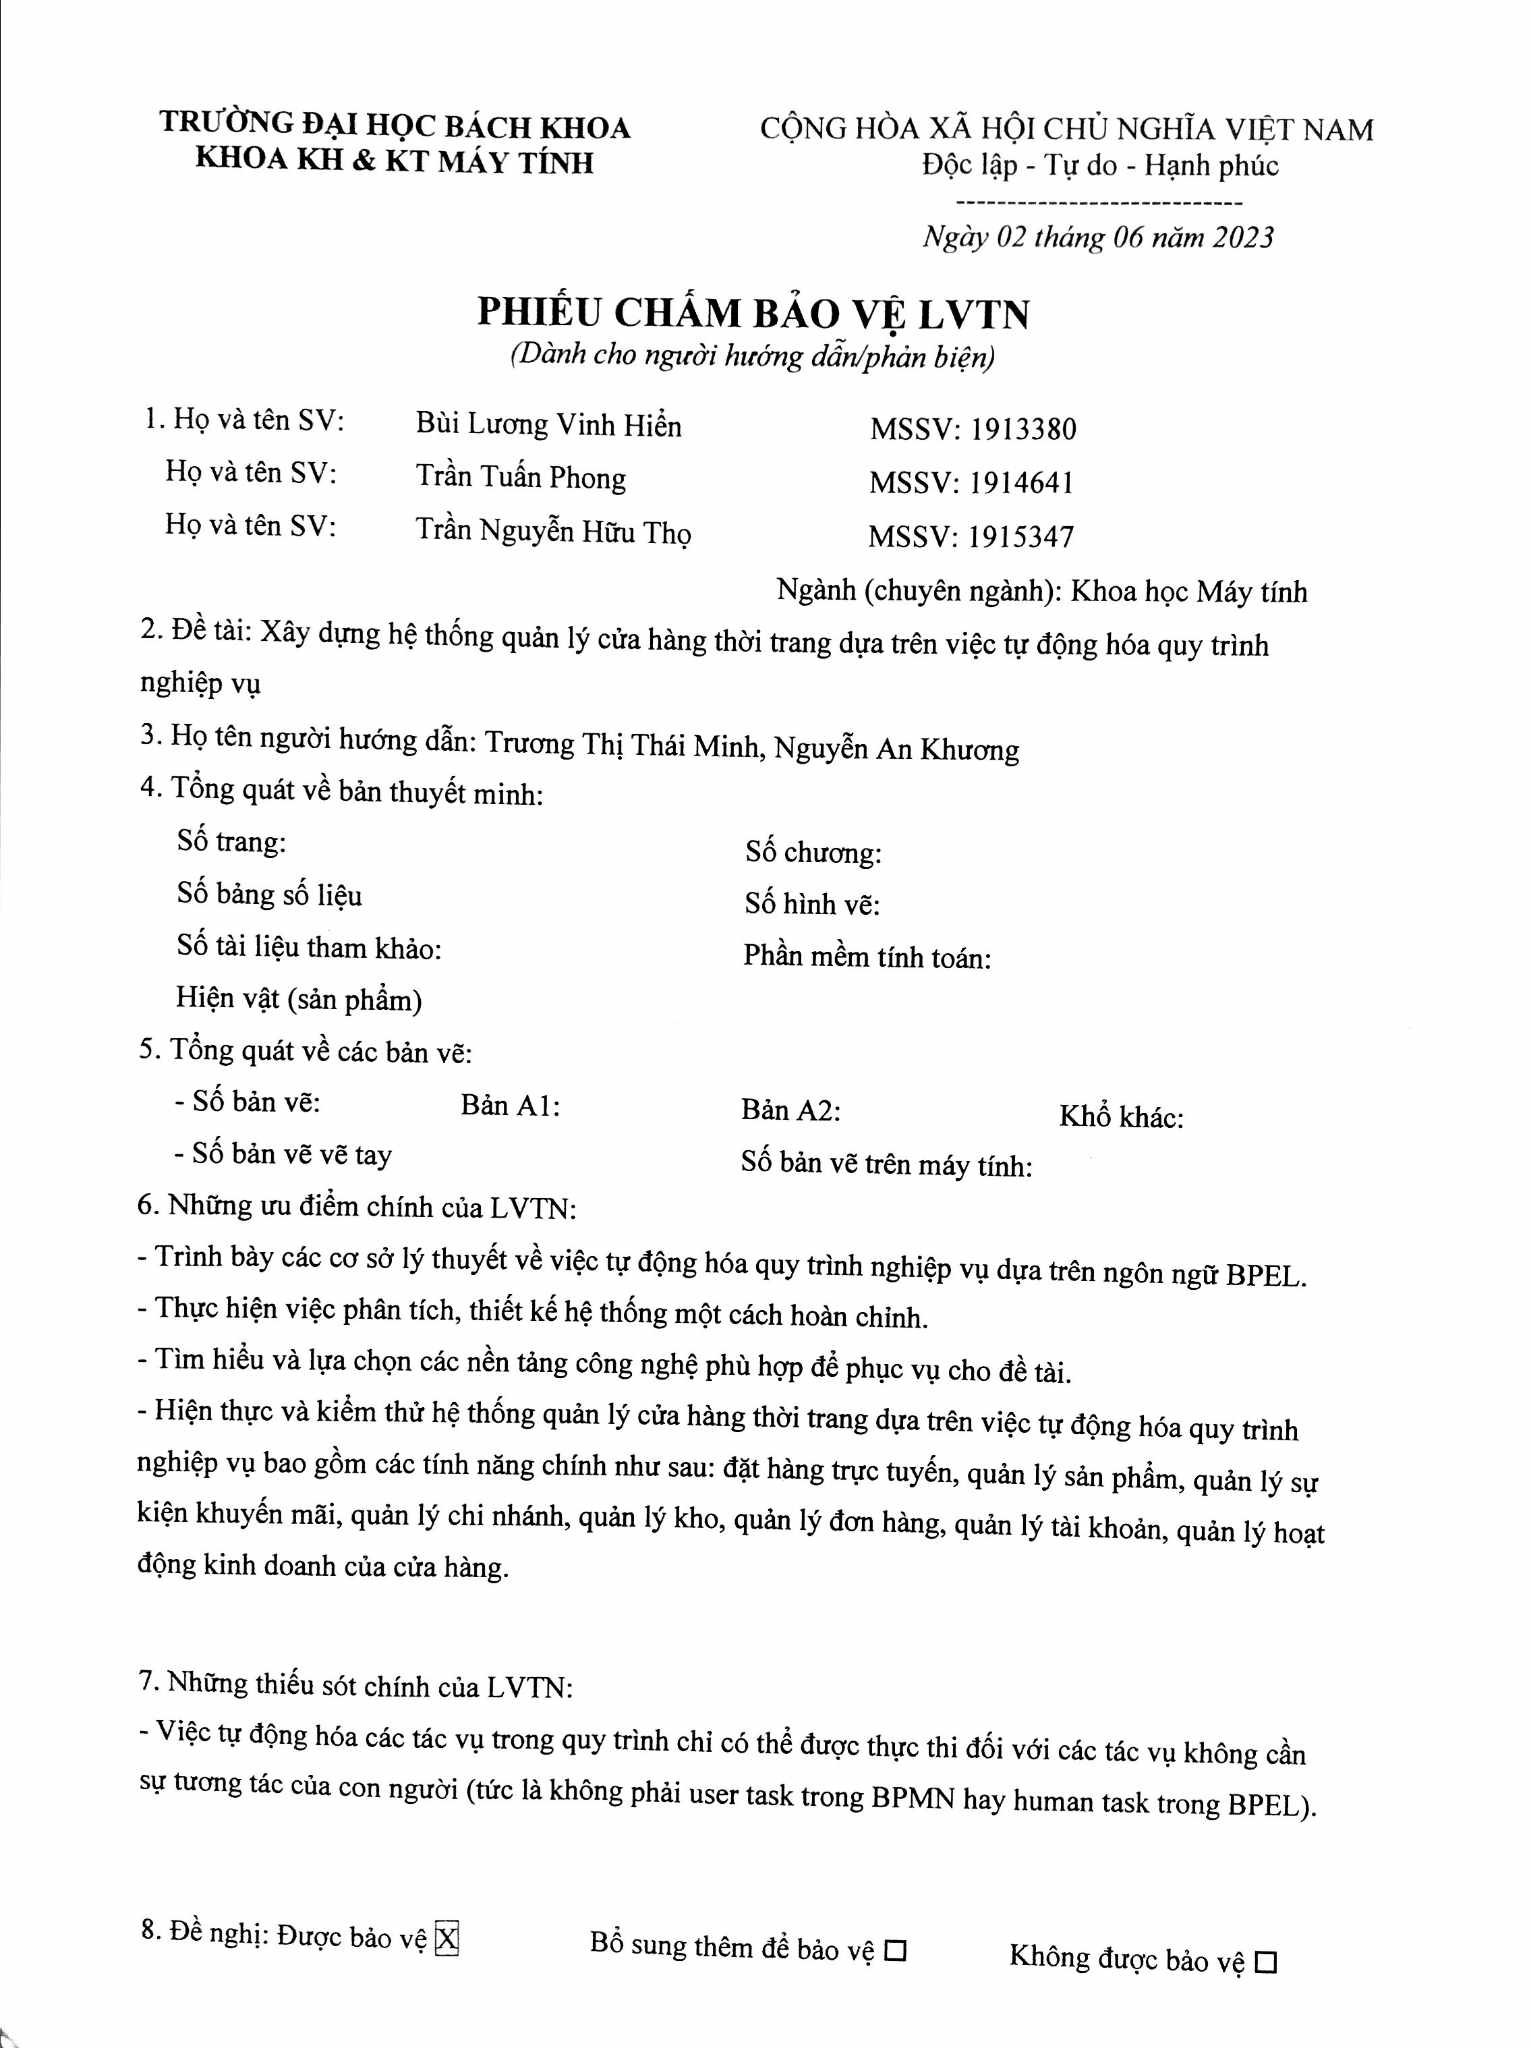 TRƯỜNG ĐẠI HỌC BÁCH KHOA
KHOA KH & KT MÁY TÍNH
CỘNG HÒA XÃ HỘI CHỦ NGHĨA VIỆT NAM
Độc lập - Tự do - Hạnh phúc
----------------------------
Ngày 02 tháng 06 năm 2023
PHIẾU CHẤM BẢO VỆ LVTN
(Dành cho người hướng dẫn/phản biện)
1. Họ và tên SV: Bùi Lương Vinh Hiển MSSV: 1913380
Họ và tên SV: Trần Tuấn Phong MSSV: 1914641
Họ và tên SV: Trần Nguyễn Hữu Thọ MSSV: 1915347
Ngành (chuyên ngành): Khoa học Máy tính
2. Đề tài: Xây dựng hệ thống quản lý cửa hàng thời trang dựa trên việc tự động hóa quy trình
nghiệp vụ
3. Họ tên người hướng dẫn: Trương Thị Thái Minh, Nguyễn An Khương
4. Tổng quát về bản thuyết minh:
Số trang: Số chương:
Số bảng số liệu Số hình vẽ:
Số tài liệu tham khảo: Phần mềm tính toán:
Hiện vật (sản phẩm)
5. Tổng quát về các bản vẽ:
- Số bản vẽ: Bản A1: Bản A2: Khổ khác:
- Số bản vẽ vẽ tay Số bản vẽ trên máy tính:
6. Những ưu điểm chính của LVTN:
- Trình bày các cơ sở lý thuyết về việc tự động hóa quy trình nghiệp vụ dựa trên ngôn ngữ BPEL.
- Thực hiện việc phân tích, thiết kế hệ thống một cách hoàn chỉnh.
- Tìm hiểu và lựa chọn các nền tảng công nghệ phù hợp để phục vụ cho đề tài.
- Hiện thực và kiểm thử hệ thống quản lý cửa hàng thời trang dựa trên việc tự động hóa quy trình
nghiệp vụ bao gồm các tính năng chính như sau: đặt hàng trực tuyến, quản lý sản phẩm, quản lý sự
kiện khuyến mãi, quản lý chi nhánh, quản lý kho, quản lý đơn hàng, quản lý tài khoản, quản lý hoạt
động kinh doanh của cửa hàng.
7. Những thiếu sót chính của LVTN:
- Việc tự động hóa các tác vụ trong quy trình chỉ có thể được thực thi đối với các tác vụ không cần
sự tương tác của con người (tức là không phải user task trong BPMN hay human task trong BPEL).
8. Đề nghị: Được bảo vệ ☒ Bổ sung thêm để bảo vệ ☐ Không được bảo vệ ☐